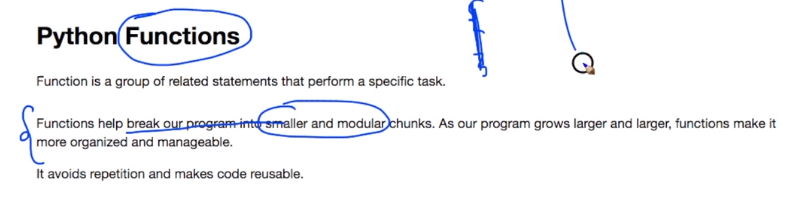 Python Functions
Function is a group of related statements that perform a specific task.
Functions help break our program into smaller and modular chunks. As our program grows larger and larger, functions make it
more organized and manageable.
It avoids repetition and makes code reusable.